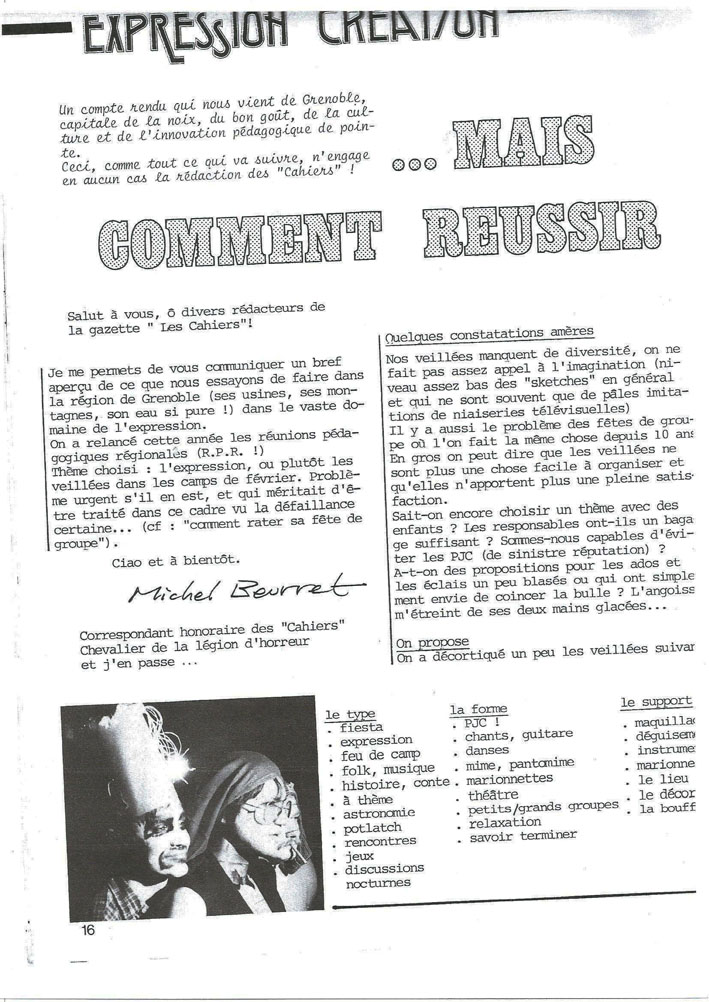 EXPRESSION CREATION
Un compte rendu qui nous vient de Grenoble,
capitale de la noix, du bon goût, de la cul-
ture et de l'innovation pédagogique de poin-
te.
Ceci, comme tout ce qui va suivre, n'engage
en aucun cas la rédaction des "Cahiers" !
... MAIS
COMMENT REUSSIR
Salut à vous, ô divers rédacteurs de
la gazette " Les Cahiers"!
Je me permets de vous communiquer un bref
aperçu de ce que nous essayons de faire dans
la région de Grenoble (ses usines, ses mon-
tagnes, son eau si pure !) dans le vaste do-
maine de l'expression.
On a relancé cette année les réunions péda-
gogiques régionales (R.P.R. !)
Thème choisi : l'expression, ou plutôt les
veillées dans les camps de février. Problè-
me urgent s'il en est, et qui méritait d'ê-
tre traité dans ce cadre vu la défaillance
certaine... (cf : "comment rater sa fête de
groupe").
Ciao et à bientôt.
Michel Beurret
Correspondant honoraire des "Cahiers"
Chevalier de la légion d'horreur
et j'en passe ...
Quelques constatations amères
Nos veillées manquent de diversité, on ne
fait pas assez appel à l'imagination (ni-
veau assez bas des "sketches" en général
et qui ne sont souvent que de pâles imita-
tions de niaiseries télévisuelles)
Il y a aussi le problème des fêtes de grou-
pe où l'on fait la même chose depuis 10 ans
En gros on peut dire que les veillées ne
sont plus une chose facile à organiser et
qu'elles n'apportent plus une pleine satis-
faction.
Sait-on encore choisir un thème avec des
enfants ? Les responsables ont-ils un baga
ge suffisant ? Sommes-nous capables d'évi-
ter les PJC (de sinistre réputation) ?
A-t-on des propositions pour les ados et
les éclais un peu blasés ou qui ont simple
ment envie de coincer la bulle ? L'angoiss
m'étreint de ses deux mains glacées...
On propose
On a décortiqué un peu les veillées suivan
le type
. fiesta
. expression
. feu de camp
. folk, musique
. histoire, conte
. à thème
. astronomie
. potlatch
. rencontres
. jeux
. discussions
nocturnes
la forme
. PJC !
. chants, guitare
. danses
. mime, pantomime
. marionnettes
. théâtre
. petits/grands groupes
. relaxation
. savoir terminer
le support
. maquillag
. déguiseme
. instrumen
. marionne
. le lieu
. le décor
. la bouff
16